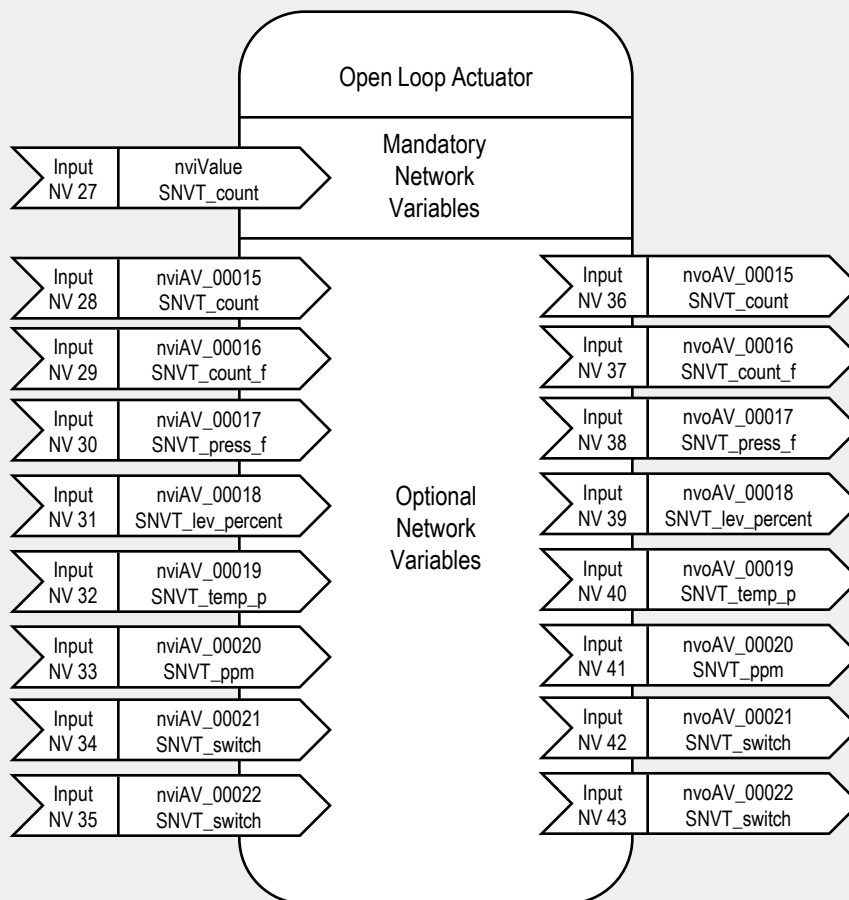 Open Loop Actuator
Mandatory
Network
Variables
Input
NV 27
nviValue
SNVT_count
Input
NV 28
nviAV_00015
SNVT_count
Input
NV 29
nviAV_00016
SNVT_count_f
Input
NV 30
nviAV_00017
SNVT_press_f
Input
NV 31
nviAV_00018
SNVT_lev_percent
Input
NV 32
nviAV_00019
SNVT_temp_p
Input
NV 33
nviAV_00020
SNVT_ppm
Input
NV 34
nviAV_00021
SNVT_switch
Input
NV 35
nviAV_00022
SNVT_switch
Optional
Network
Variables
Input
NV 36
nvoAV_00015
SNVT_count
Input
NV 37
nvoAV_00016
SNVT_count_f
Input
NV 38
nvoAV_00017
SNVT_press_f
Input
NV 39
nvoAV_00018
SNVT_lev_percent
Input
NV 40
nvoAV_00019
SNVT_temp_p
Input
NV 41
nvoAV_00020
SNVT_ppm
Input
NV 42
nvoAV_00021
SNVT_switch
Input
NV 43
nvoAV_00022
SNVT_switch